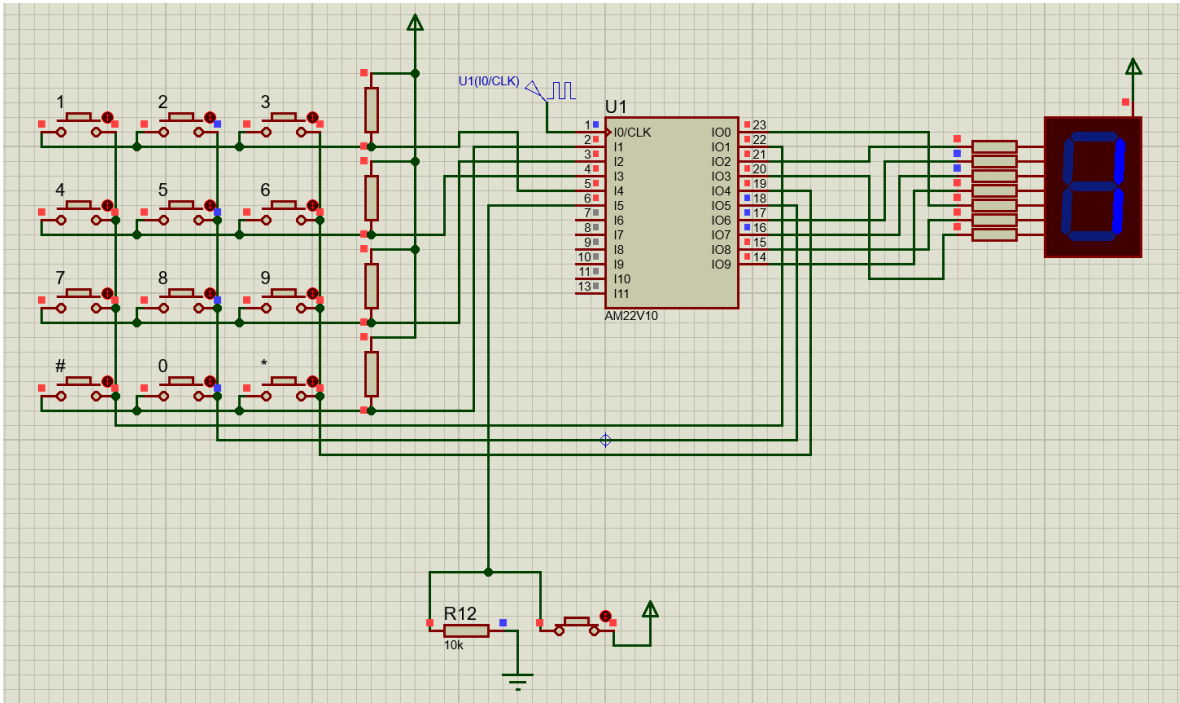 U1(I0/CLK)
U1
1 2 3
4 5 6
7 8 9
# 0 *
1 I0/CLK IO0 23
2 I1 IO1 22
3 I2 IO2 21
4 I3 IO3 20
5 I4 IO4 19
6 I5 IO5 18
7 I6 IO6 17
8 I7 IO7 16
9 I8 IO8 15
10 I9 IO9 14
11 I10
13 I11
AM22V10
R12
10k